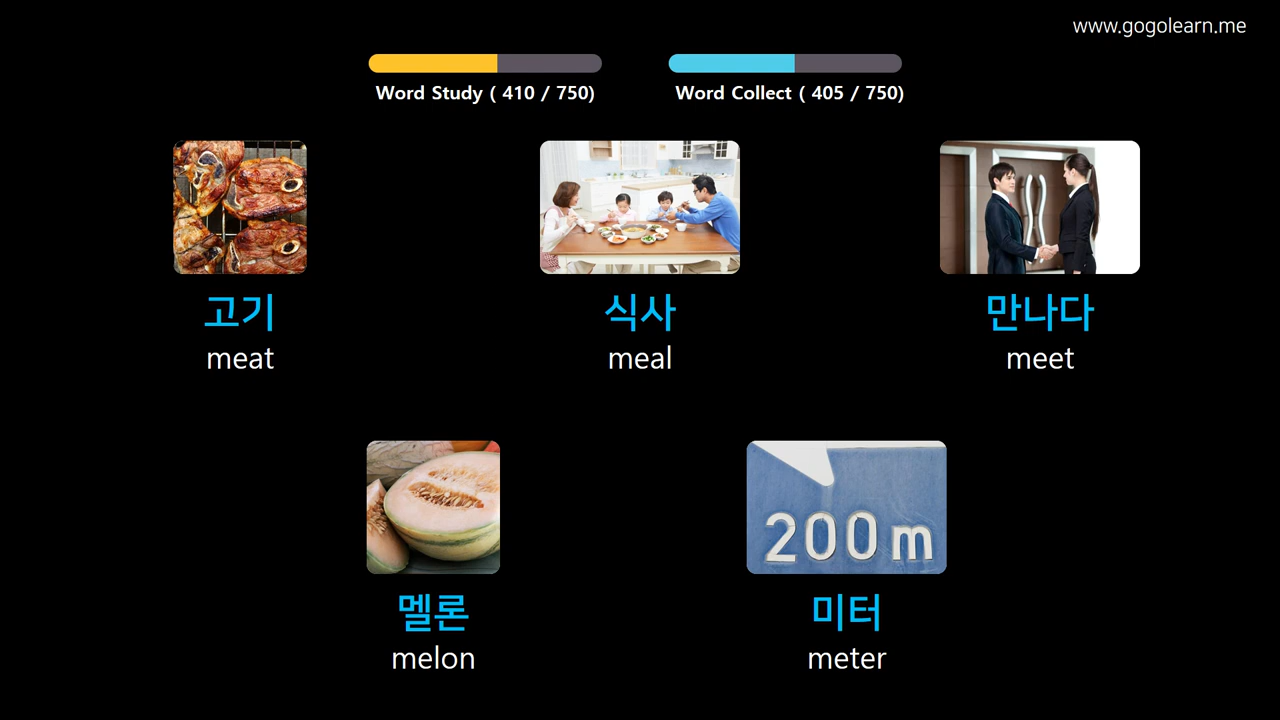 www.gogolearn.me
Word Study ( 410 / 750)
Word Collect ( 405 / 750)
고기
meat
식사
meal
만나다
meet
멜론
melon
200 m
미터
meter